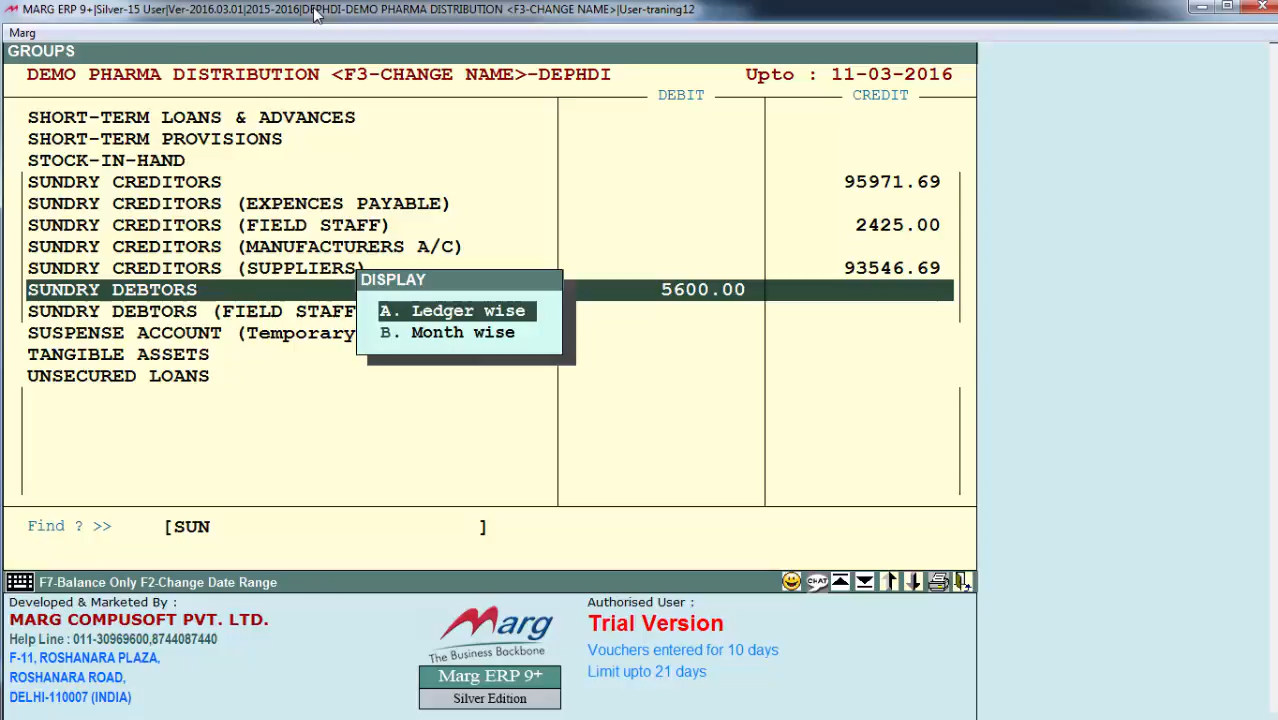 MARG ERP 9+|Silver-15 User|Ver-2016.03.01|2015-2016|DEPHDI-DEMO PHARMA DISTRIBUTION <F3-CHANGE NAME>|User-traning12
Marg
GROUPS
DEMO PHARMA DISTRIBUTION <F3-CHANGE NAME>-DEPHDI Upto : 11-03-2016
DEBIT CREDIT
SHORT-TERM LOANS & ADVANCES
SHORT-TERM PROVISIONS
STOCK-IN-HAND
SUNDRY CREDITORS 95971.69
SUNDRY CREDITORS (EXPENCES PAYABLE)
SUNDRY CREDITORS (FIELD STAFF) 2425.00
SUNDRY CREDITORS (MANUFACTURERS A/C)
SUNDRY CREDITORS (SUPPLIERS) 93546.69
DISPLAY
SUNDRY DEBTORS 5600.00
A. Ledger wise
SUNDRY DEBTORS (FIELD STAFF
B. Month wise
SUSPENSE ACCOUNT (Temporary
TANGIBLE ASSETS
UNSECURED LOANS
Find ? >> [SUN ]
F7-Balance Only F2-Change Date Range
CHAT
Developed & Marketed By :
MARG COMPUSOFT PVT. LTD.
Help Line : 011-30969600,8744087440
F-11, ROSHANARA PLAZA,
ROSHANARA ROAD,
DELHI-110007 (INDIA)
Marg
The Business Backbone
Marg ERP 9+
Silver Edition
Authorised User :
Trial Version
Vouchers entered for 10 days
Limit upto 21 days